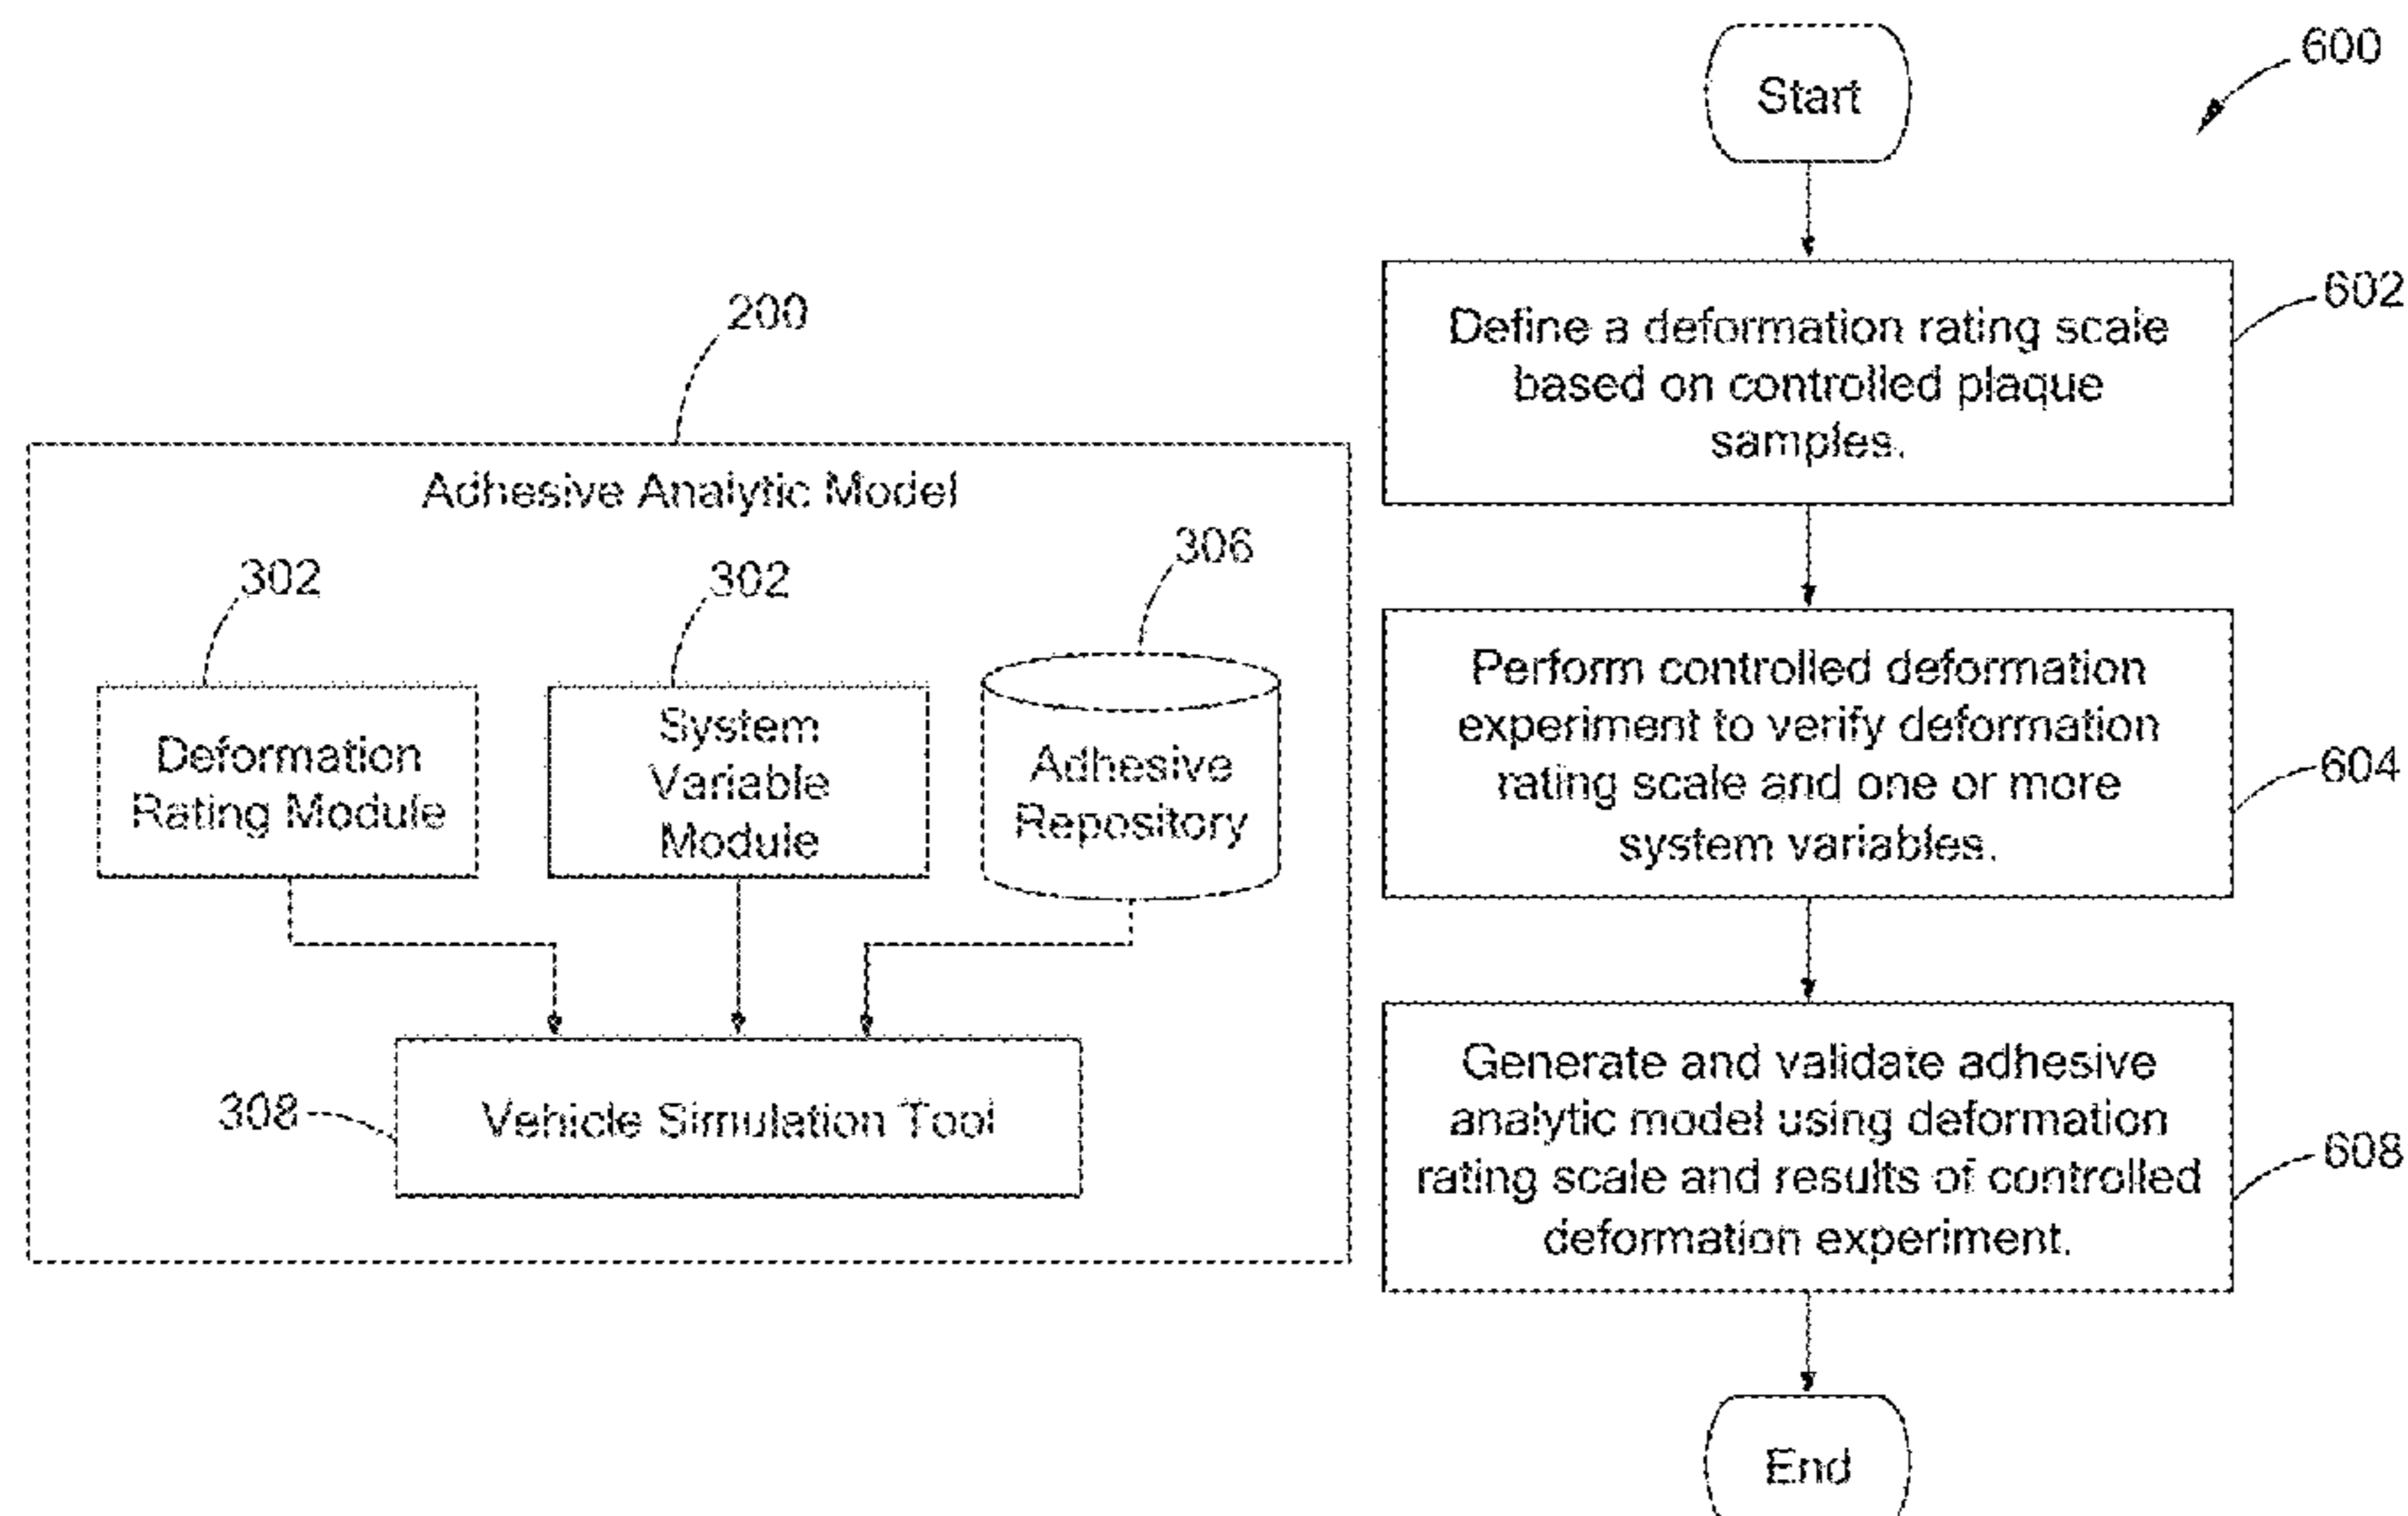 200
Adhesive Analytic Model
302
302
306
Deformation
Rating Module
System
Variable
Module
Adhesive
Repository
308
Vehicle Simulation Tool
600
Start
602
Define a deformation rating scale
based on controlled plaque
samples.
604
Perform controlled deformation
experiment to verify deformation
rating scale and one or more
system variables.
608
Generate and validate adhesive
analytic model using deformation
rating scale and results of controlled
deformation experiment.
End